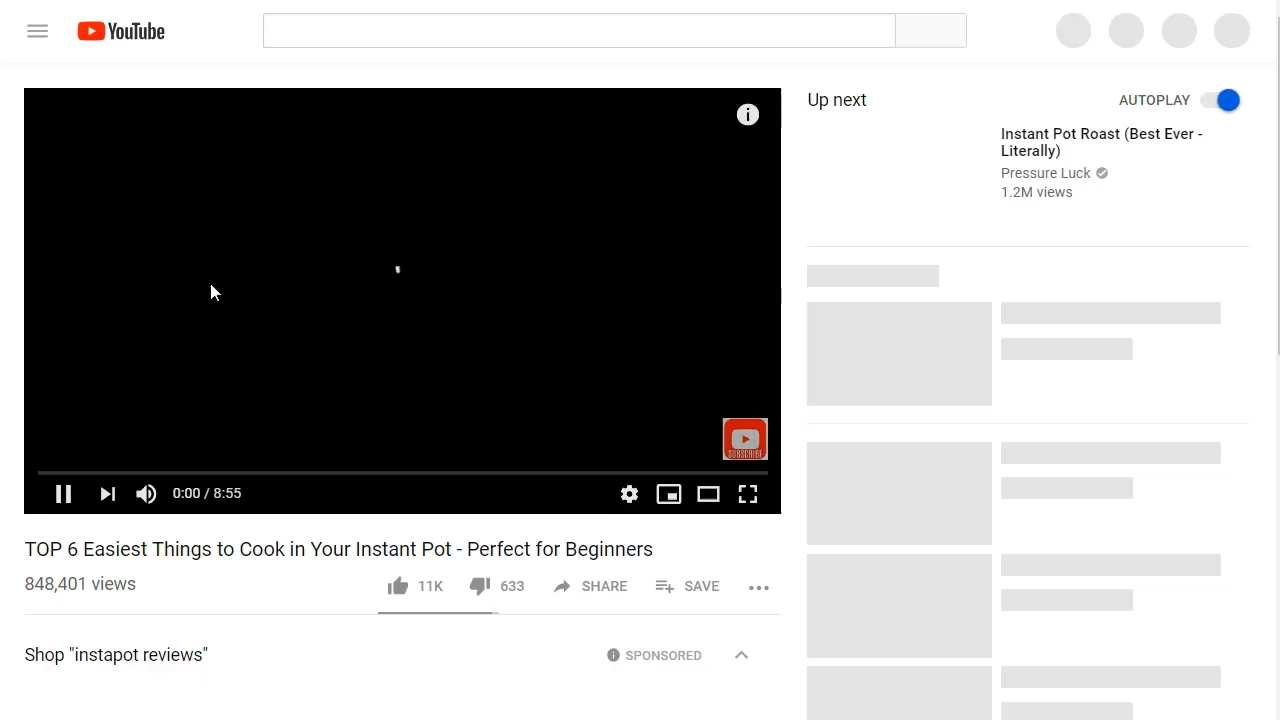 YouTube
Up next
AUTOPLAY
Instant Pot Roast (Best Ever -
Literally)
Pressure Luck
1.2M views
SUBSCRIBE
0:00 / 8:55
TOP 6 Easiest Things to Cook in Your Instant Pot - Perfect for Beginners
848,401 views
11K
633
SHARE
SAVE
Shop "instapot reviews"
SPONSORED